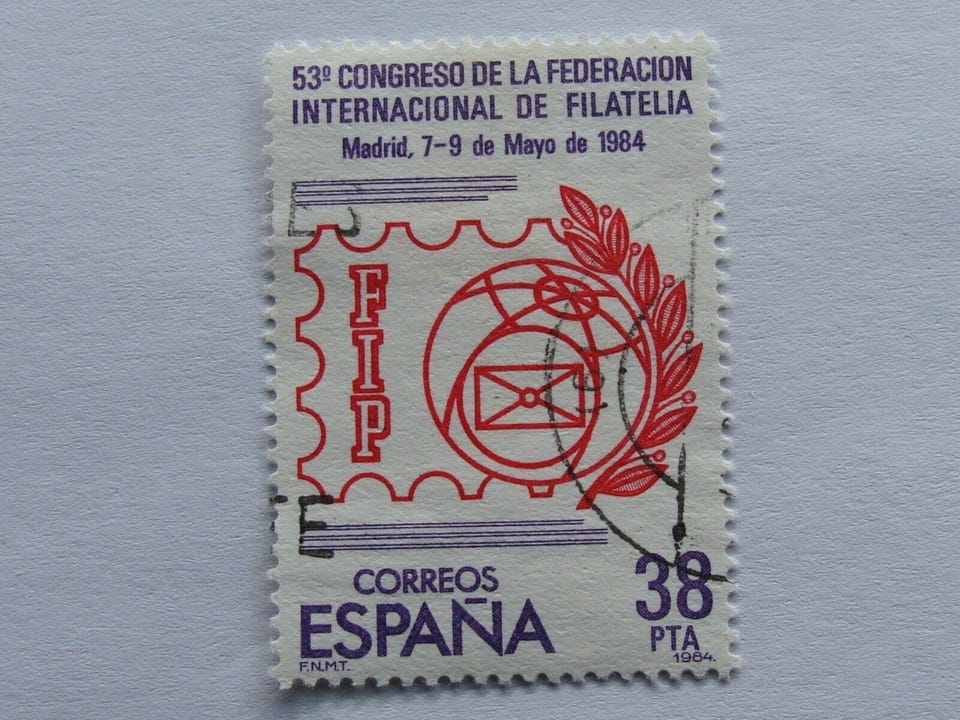 53º CONGRESO DE LA FEDERACION
INTERNACIONAL DE FILATELIA
Madrid, 7-9 de Mayo de 1984
FIP
CORREOS
ESPAÑA
38
PTA
F.N.M.T.
1984.